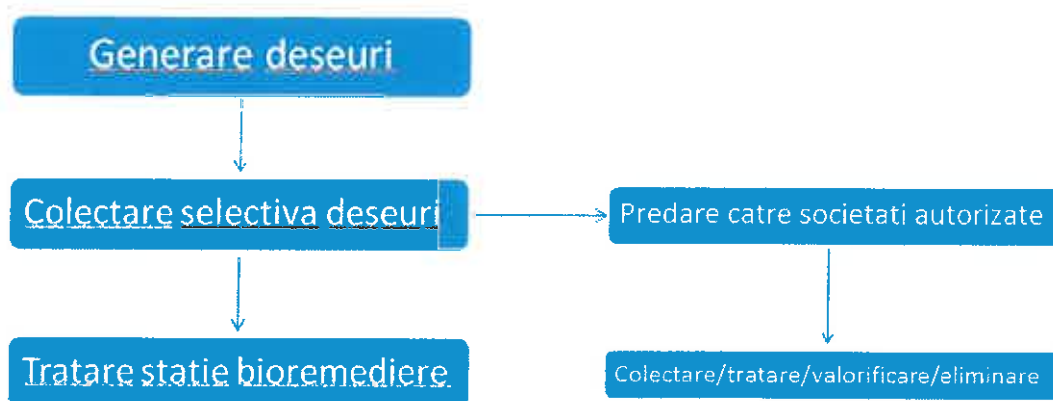 Generare deseuri
Colectare selectiva deseuri
Predare catre societati autorizate
Tratare statie bioremediere
Colectare/tratare/valorificare/eliminare